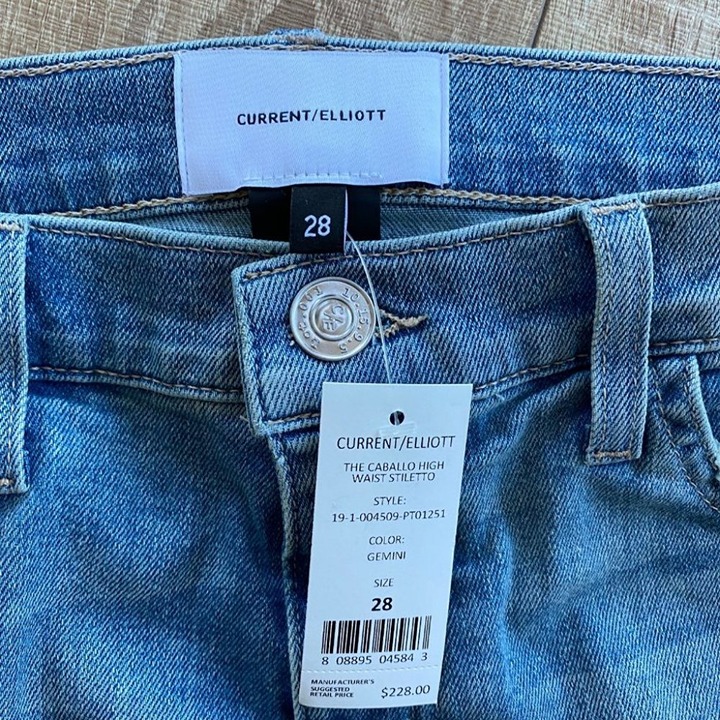 CURRENT/ELLIOTT
28
CURRENT/ELLIOTT
THE CABALLO HIGH
WAIST STILETTO
STYLE:
19-1-004509-PT01251
COLOR:
GEMINI
SIZE
28
8 08895 04584 3
MANUFACTURER'S
SUGGESTED
RETAIL PRICE
$228.00